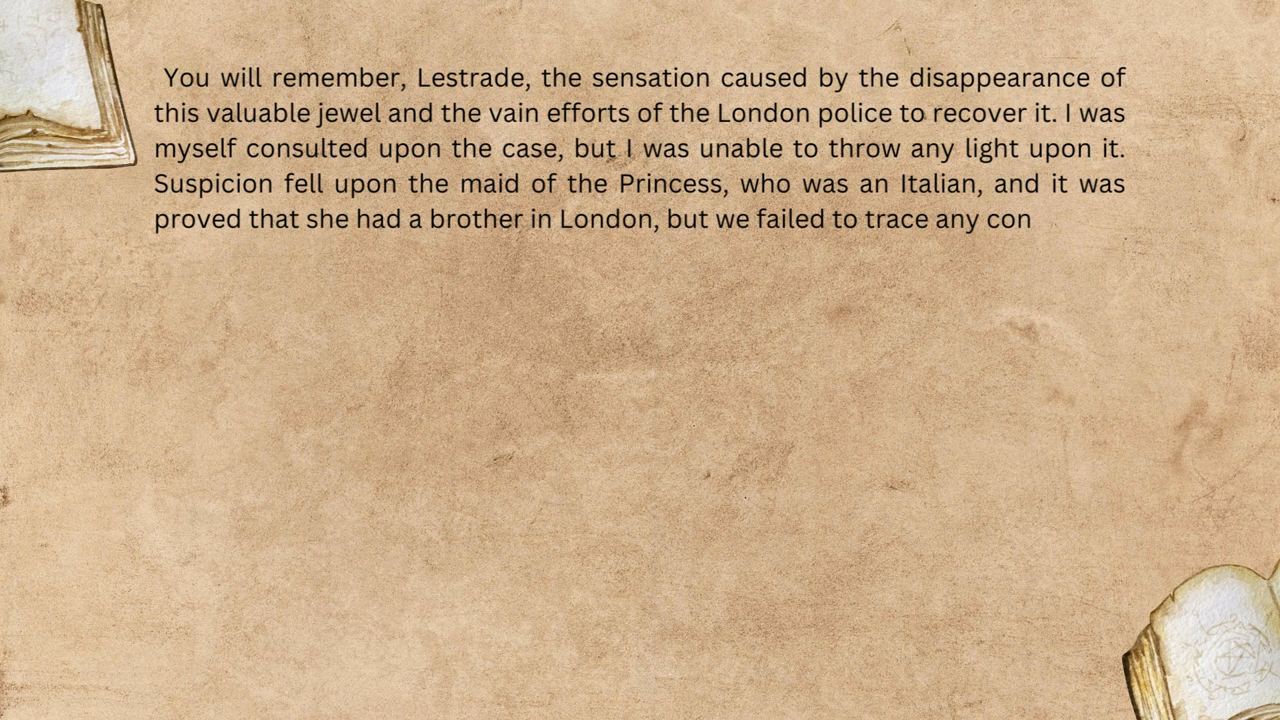 You will remember, Lestrade, the sensation caused by the disappearance of
this valuable jewel and the vain efforts of the London police to recover it. I was
myself consulted upon the case, but I was unable to throw any light upon it.
Suspicion fell upon the maid of the Princess, who was an Italian, and it was
proved that she had a brother in London, but we failed to trace any con